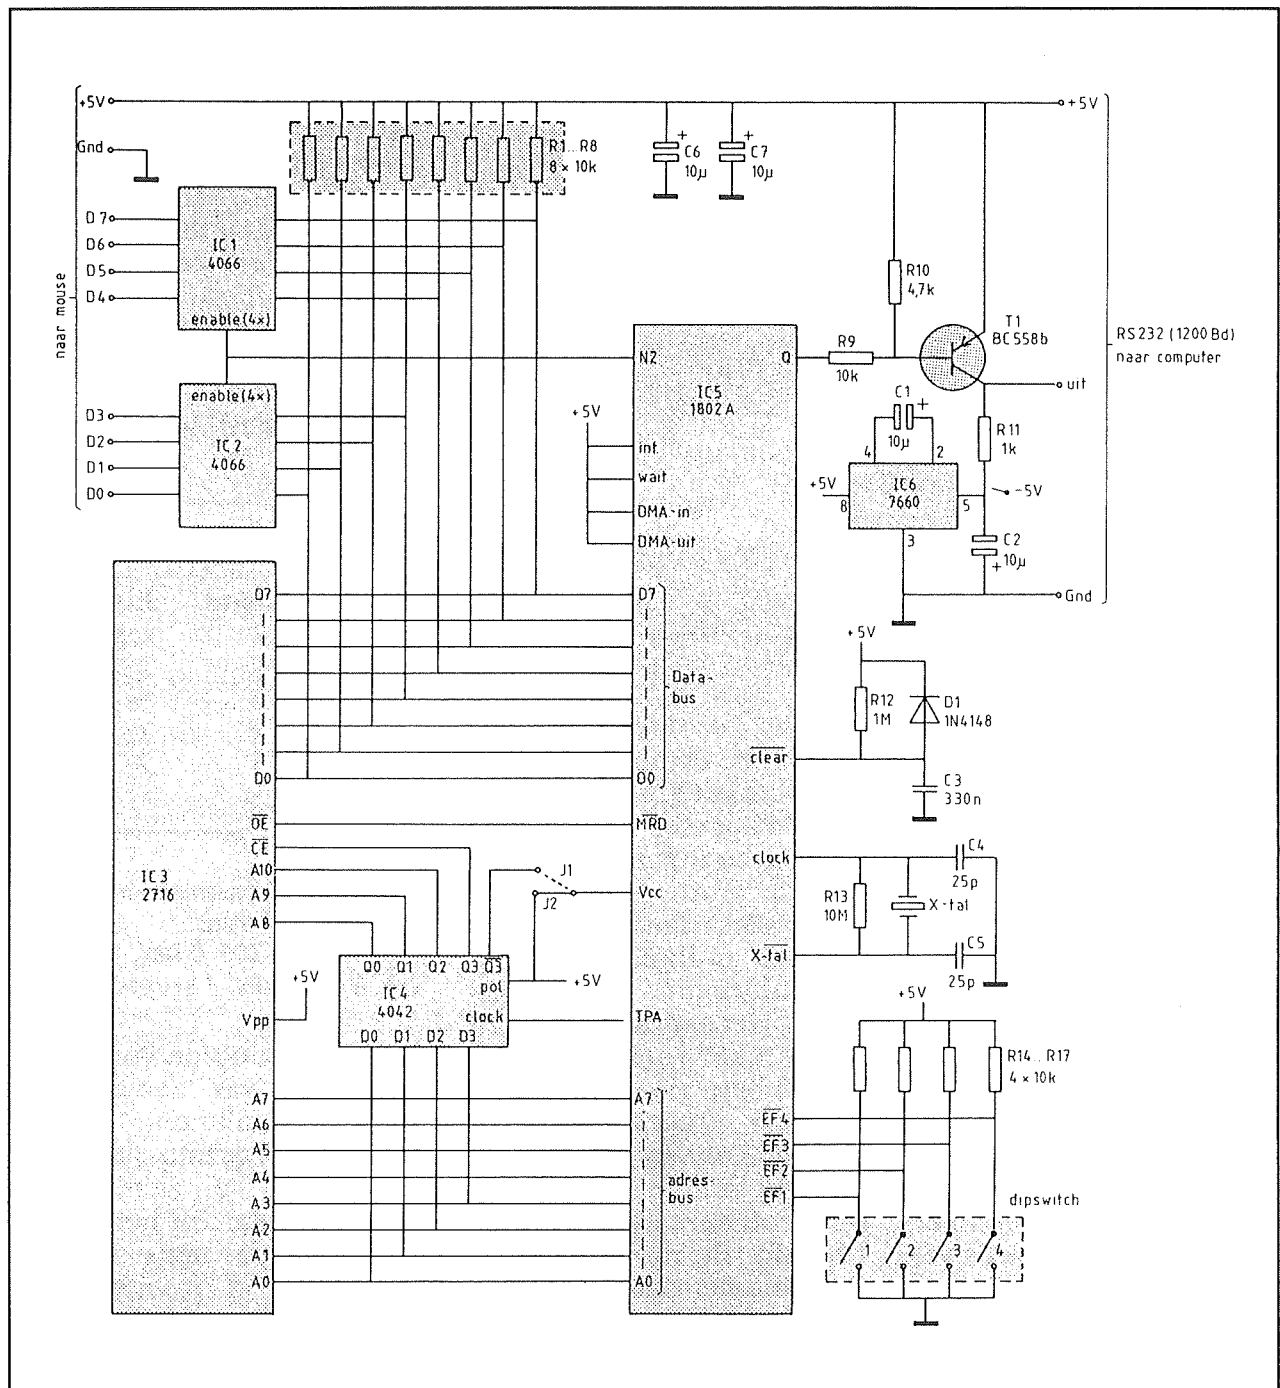 +5V
+5V
Gnd
R1...R8
8 × 10k
+
C6
10µ
+
C7
10µ
D7
D6
D5
D4
IC1
4066
enable(4x)
naar mouse
R10
4,7k
T1
BC558b
RS232 (1200 Bd)
naar computer
N2
Q
R9
10k
uit
enable(4x)
D3
D2
D1
D0
IC2
4066
IC5
1802A
+5V
int.
wait
DMA-in
DMA-uit
C1
+
10µ
R11
1k
4
2
IC6
7660
+5V
8
5
3
-5V
C2
10µ
+
Gnd
D7
D7
Data-
bus
D0
D0
+5V
R12
1M
D1
1N4148
clear
C3
330n
OE
MRD
CE
A10
A9
A8
IC3
2716
J1
J2
Vcc
clock
C4
25p
R13
10M
X-tal
X-tal
C5
25p
Q0 Q1 Q2 Q3 Q3
pol
IC4
4042
clock
D0 D1 D2 D3
+5V
+5V
Vpp
TPA
+5V
R14...R17
4 × 10k
A7
A6
A5
A4
A3
A2
A1
A0
A7
adres-
bus
A0
EF4
EF3
EF2
EF1
dipswitch
1
2
3
4